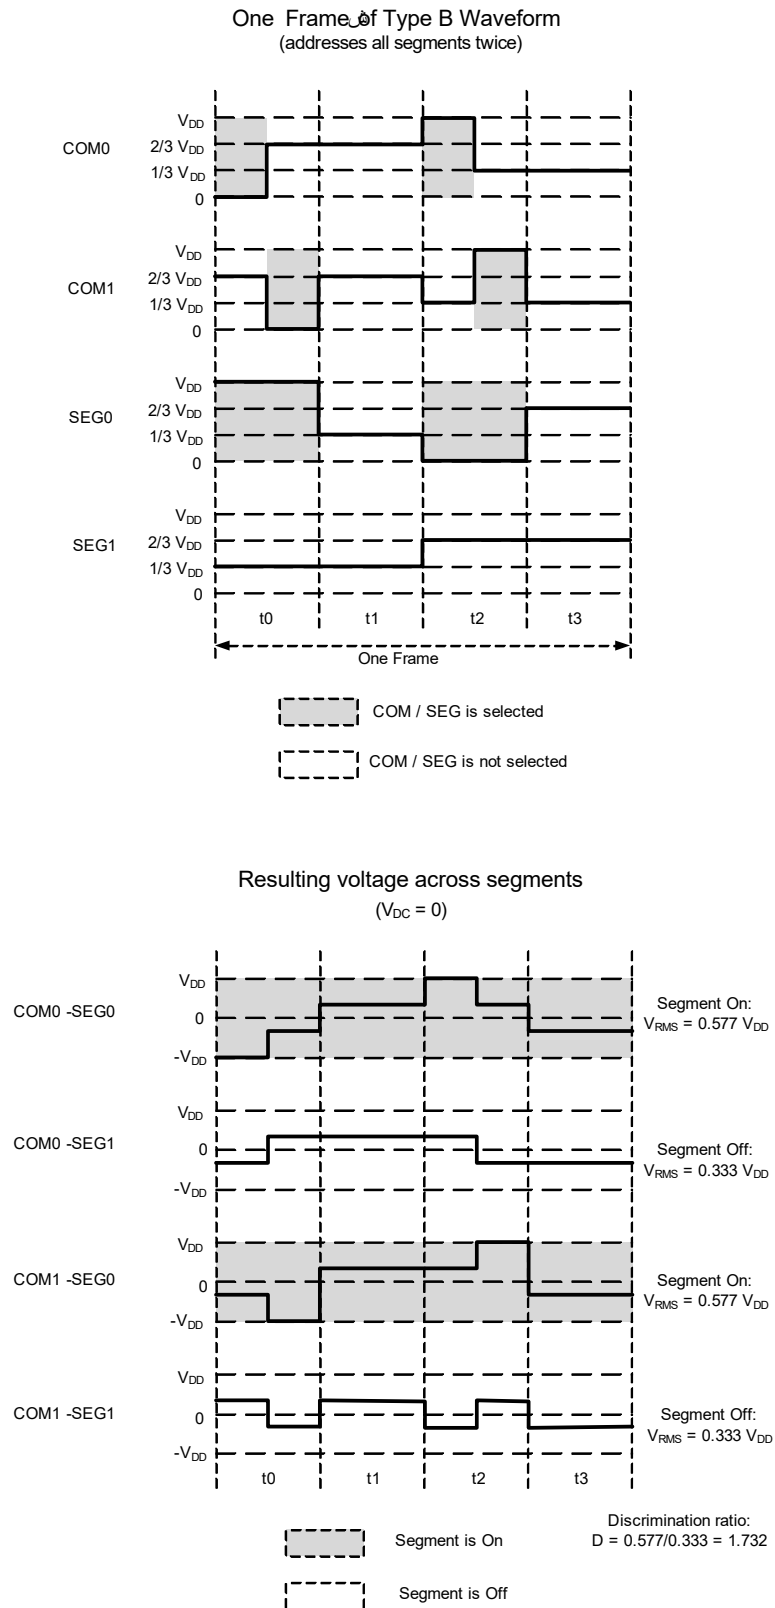 One Frame of Type B Waveform
(addresses all segments twice)
COM0
VDD
2/3 VDD
1/3 VDD
0
COM1
VDD
2/3 VDD
1/3 VDD
0
SEG0
VDD
2/3 VDD
1/3 VDD
0
SEG1
VDD
2/3 VDD
1/3 VDD
0
t0 t1 t2 t3
One Frame
COM / SEG is selected
COM / SEG is not selected
Resulting voltage across segments
(VDC = 0)
COM0 -SEG0
VDD
0
-VDD
Segment On:
VRMS = 0.577 VDD
COM0 -SEG1
VDD
0
-VDD
Segment Off:
VRMS = 0.333 VDD
COM1 -SEG0
VDD
0
-VDD
Segment On:
VRMS = 0.577 VDD
COM1 -SEG1
VDD
0
-VDD
Segment Off:
VRMS = 0.333 VDD
t0 t1 t2 t3
Segment is On
Segment is Off
Discrimination ratio:
D = 0.577/0.333 = 1.732